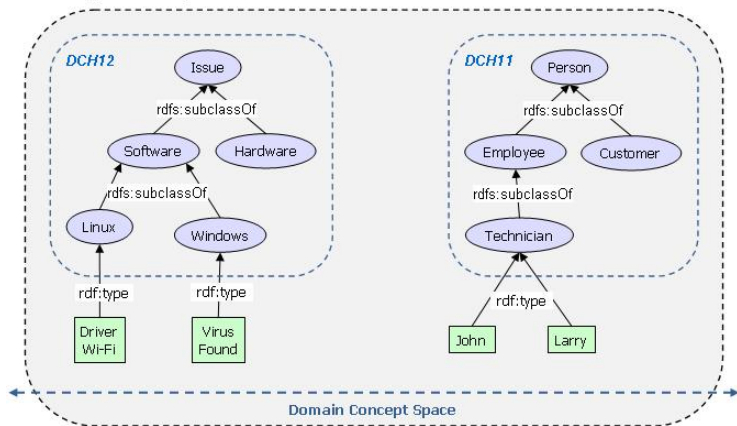 DCH12
Issue
rdfs:subclassOf
Software
Hardware
rdfs:subclassOf
Linux
Windows
rdf:type
rdf:type
Driver
Wi-Fi
Virus
Found
DCH11
Person
rdfs:subclassOf
Employee
Customer
rdfs:subclassOf
Technician
rdf:type
John
Larry
Domain Concept Space